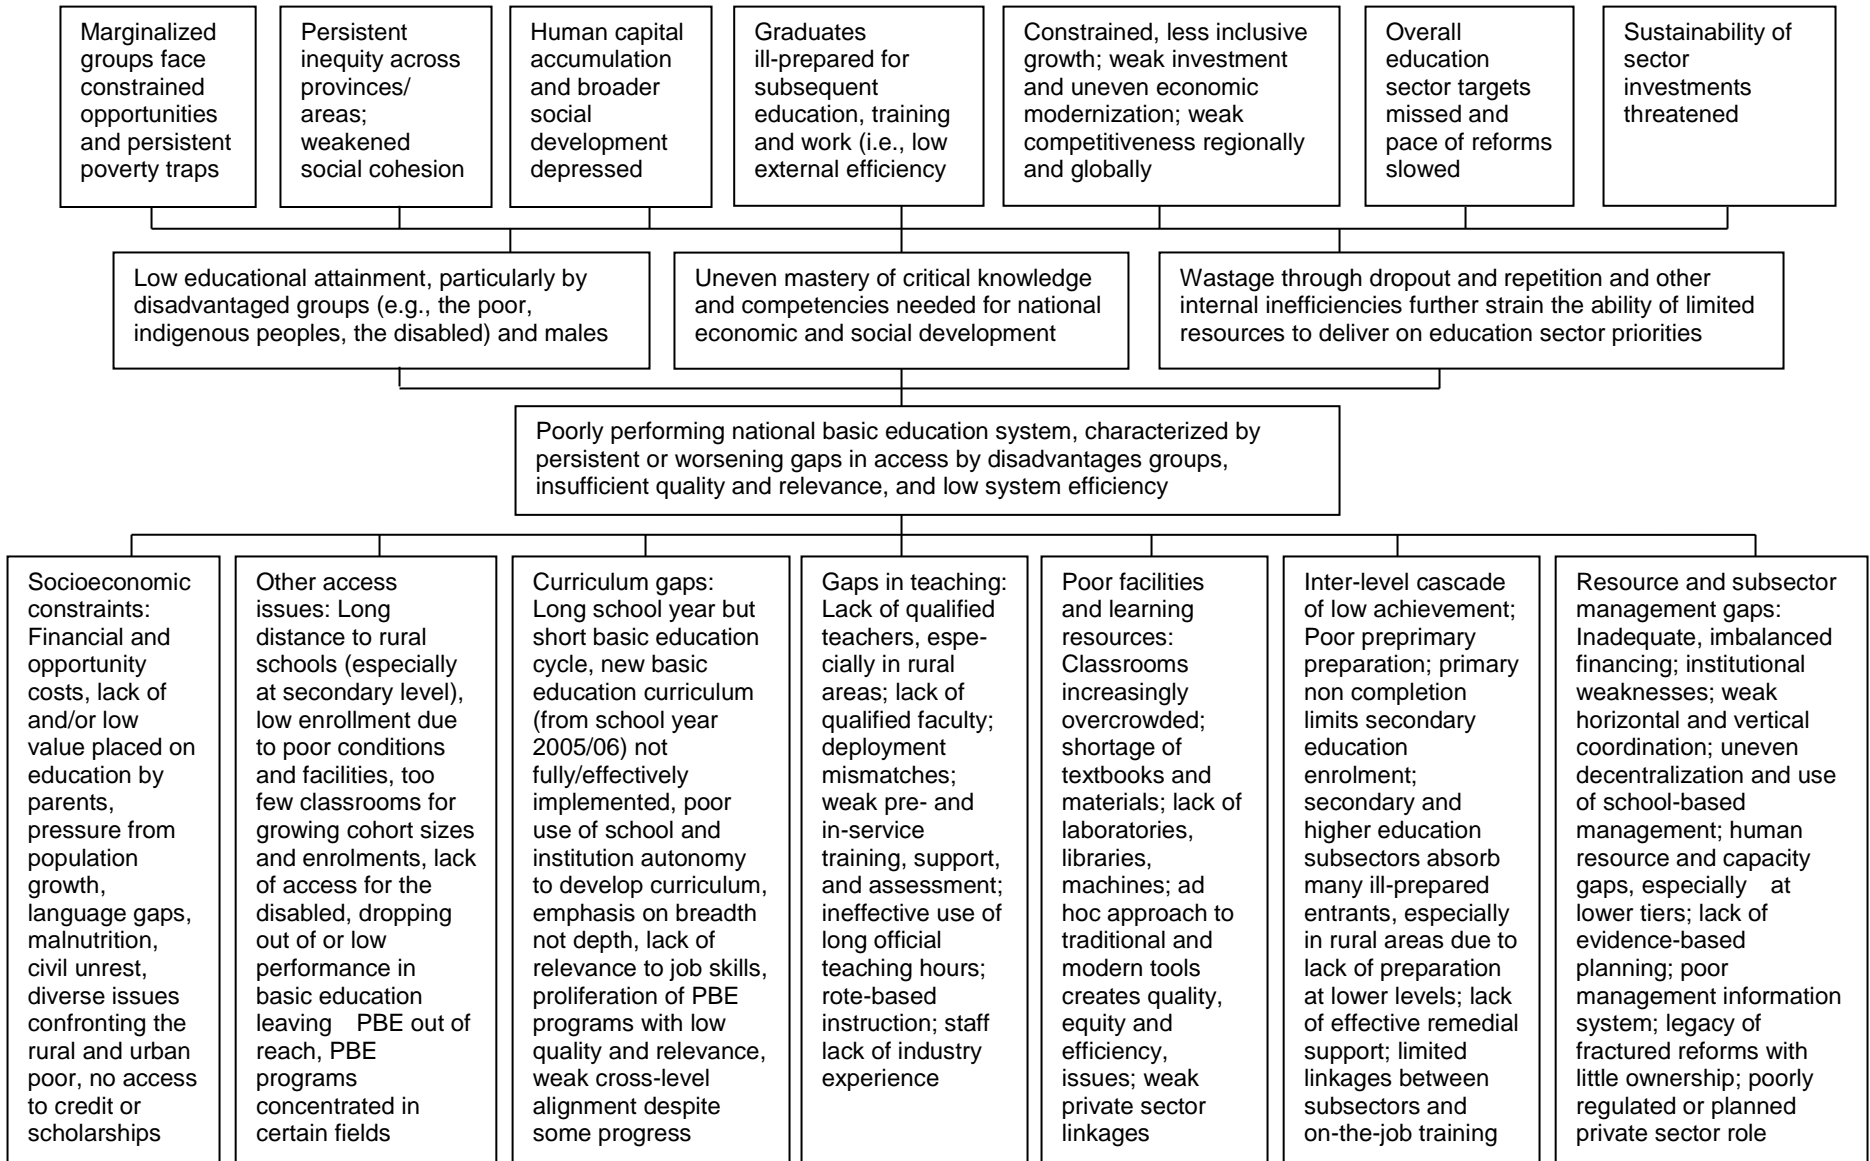 Marginalized
groups face
constrained
opportunities
and persistent
poverty traps
Persistent
inequity across
provinces/
areas;
weakened
social cohesion
Human capital
accumulation
and broader
social
development
depressed
Graduates
ill-prepared for
subsequent
education, training
and work (i.e., low
external efficiency
Constrained, less inclusive
growth; weak investment
and uneven economic
modernization; weak
competitiveness regionally
and globally
Overall
education
sector targets
missed and
pace of reforms
slowed
Sustainability of
sector
investments
threatened
Low educational attainment, particularly by
disadvantaged groups (e.g., the poor,
indigenous peoples, the disabled) and males
Uneven mastery of critical knowledge
and competencies needed for national
economic and social development
Wastage through dropout and repetition and other
internal inefficiencies further strain the ability of limited
resources to deliver on education sector priorities
Poorly performing national basic education system, characterized by
persistent or worsening gaps in access by disadvantages groups,
insufficient quality and relevance, and low system efficiency
Socioeconomic
constraints:
Financial and
opportunity
costs, lack of
and/or low
value placed on
education by
parents,
pressure from
population
growth,
language gaps,
malnutrition,
civil unrest,
diverse issues
confronting the
rural and urban
poor, no access
to credit or
scholarships
Other access
issues: Long
distance to rural
schools (especially
at secondary level),
low enrollment due
to poor conditions
and facilities, too
few classrooms for
growing cohort sizes
and enrolments, lack
of access for the
disabled, dropping
out of or low
performance in
basic education
leaving PBE out of
reach, PBE
programs
concentrated in
certain fields
Curriculum gaps:
Long school year but
short basic education
cycle, new basic
education curriculum
(from school year
2005/06) not
fully/effectively
implemented, poor
use of school and
institution autonomy
to develop curriculum,
emphasis on breadth
not depth, lack of
relevance to job skills,
proliferation of PBE
programs with low
quality and relevance,
weak cross-level
alignment despite
some progress
Gaps in teaching:
Lack of qualified
teachers, espe-
cially in rural
areas; lack of
qualified faculty;
deployment
mismatches;
weak pre- and
in-service
training, support,
and assessment;
ineffective use of
long official
teaching hours;
rote-based
instruction; staff
lack of industry
experience
Poor facilities
and learning
resources:
Classrooms
increasingly
overcrowded;
shortage of
textbooks and
materials; lack of
laboratories,
libraries,
machines; ad
hoc approach to
traditional and
modern tools
creates quality,
equity and
efficiency,
issues; weak
private sector
linkages
Inter-level cascade
of low achievement;
Poor preprimary
preparation; primary
non completion
limits secondary
education
enrolment;
secondary and
higher education
subsectors absorb
many ill-prepared
entrants, especially
in rural areas due to
lack of preparation
at lower levels; lack
of effective remedial
support; limited
linkages between
subsectors and
on-the-job training
Resource and subsector
management gaps:
Inadequate, imbalanced
financing; institutional
weaknesses; weak
horizontal and vertical
coordination; uneven
decentralization and use
of school-based
management; human
resource and capacity
gaps, especially at
lower tiers; lack of
evidence-based
planning; poor
management information
system; legacy of
fractured reforms with
little ownership; poorly
regulated or planned
private sector role